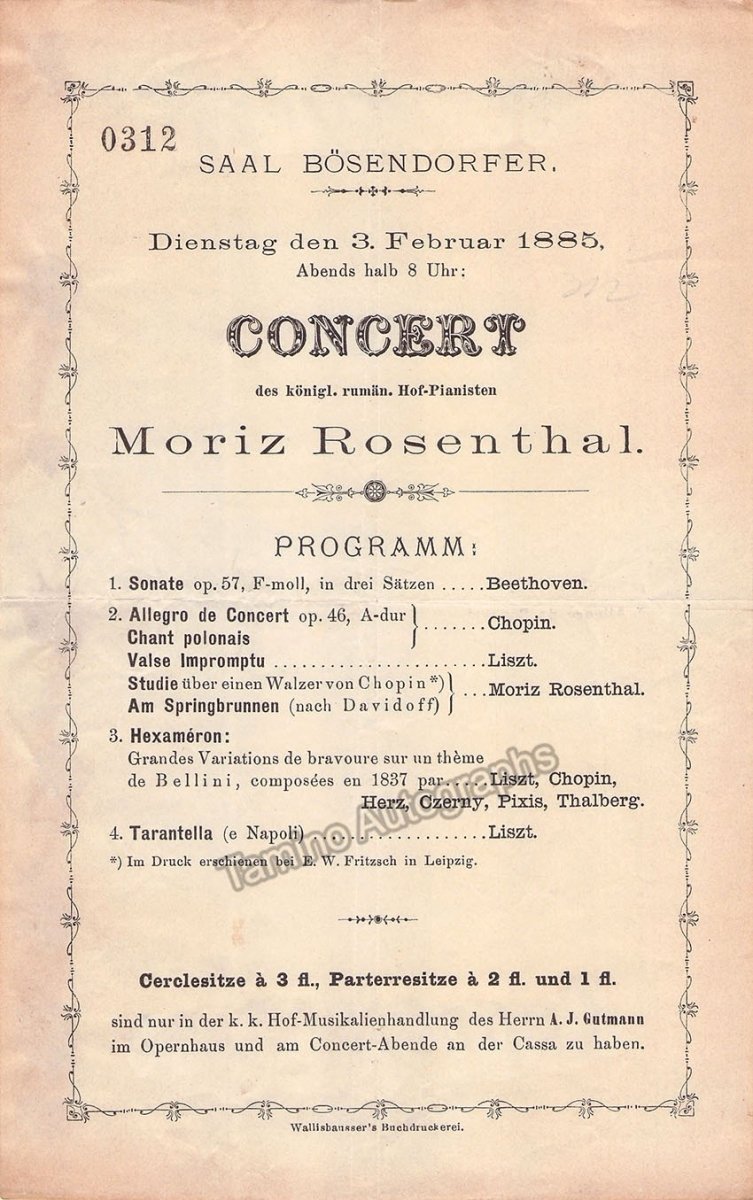 0312
SAAL BÖSENDORFER.
Dienstag den 3. Februar 1885,
Abends halb 8 Uhr:
CONCERT
des königl. rumän. Hof-Pianisten
Moriz Rosenthal.
PROGRAMM:
1. Sonate op. 57, F-moll, in drei Sätzen ..... Beethoven.
2. Allegro de Concert op. 46, A-dur
Chant polonais } ....... Chopin.
Valse Impromptu ........................ Liszt.
Studie über einen Walzer von Chopin *)
Am Springbrunnen (nach Davidoff) } ... Moriz Rosenthal.
3. Hexaméron:
Grandes Variations de bravoure sur un thème
de Bellini, composées en 1837 par ..... Liszt, Chopin,
Herz, Czerny, Pixis, Thalberg.
4. Tarantella (e Napoli) ................... Liszt.
*) Im Druck erschienen bei E. W. Fritzsch in Leipzig.
Cerclesitze à 3 fl., Parterresitze à 2 fl. und 1 fl.
sind nur in der k. k. Hof-Musikalienhandlung des Herrn A. J. Gutmann
im Opernhaus und am Concert-Abende an der Cassa zu haben.
Wallishausser's Buchdruckerei.
Tamino Autographs